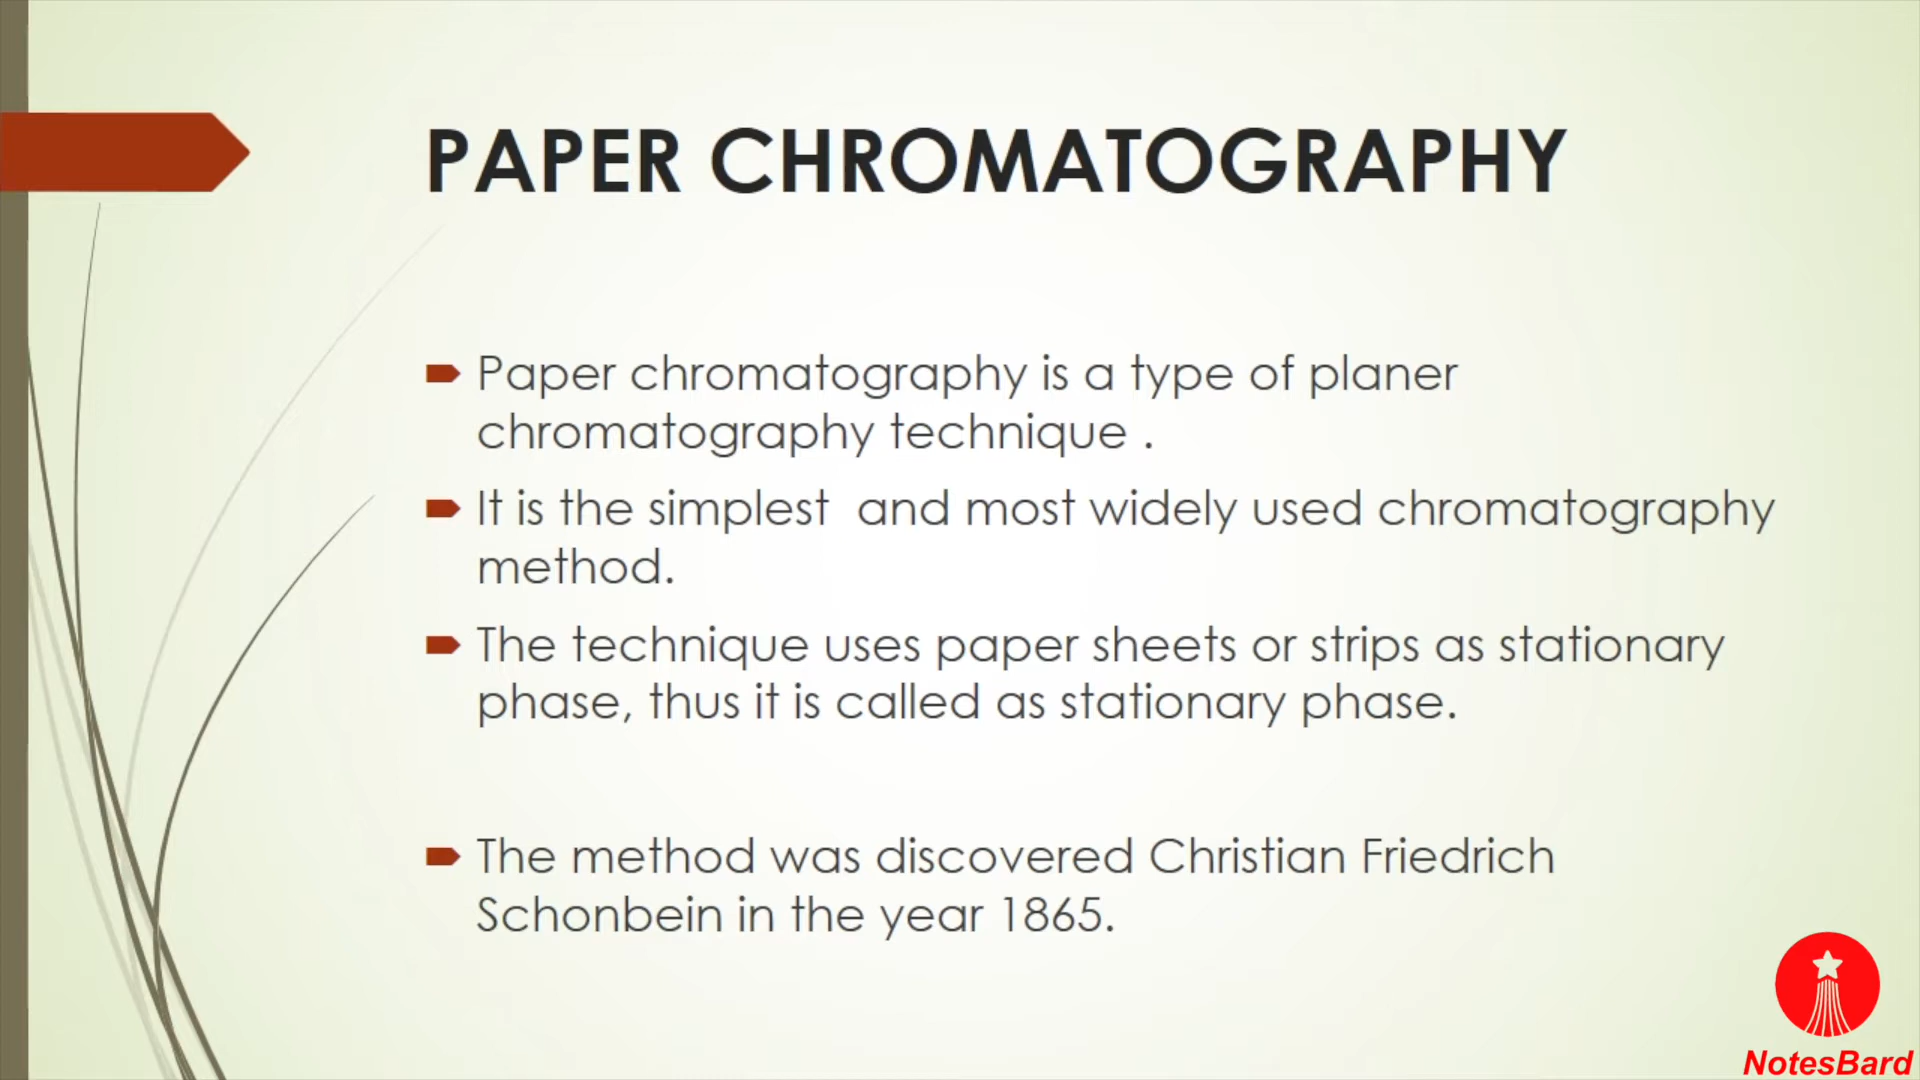 PAPER CHROMATOGRAPHY
Paper chromatography is a type of planer
chromatography technique .
It is the simplest  and most widely used chromatography
method.
The technique uses paper sheets or strips as stationary
phase, thus it is called as stationary phase.
The method was discovered Christian Friedrich
Schonbein in the year 1865.
NotesBard